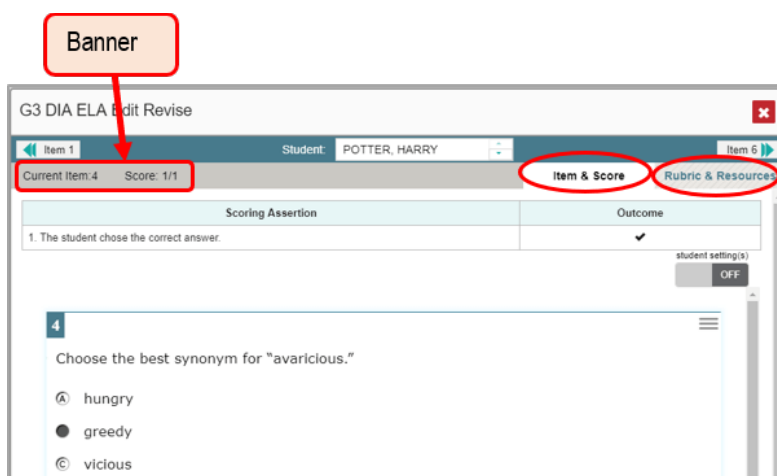 Banner
G3 DIA ELA Edit Revise
Item 1 Student: POTTER, HARRY Item 6
Current Item:4 Score: 1/1 Item & Score Rubric & Resources
Scoring Assertion Outcome
1. The student chose the correct answer.
student setting(s)
OFF
4
Choose the best synonym for "avaricious."
A hungry
greedy
C vicious